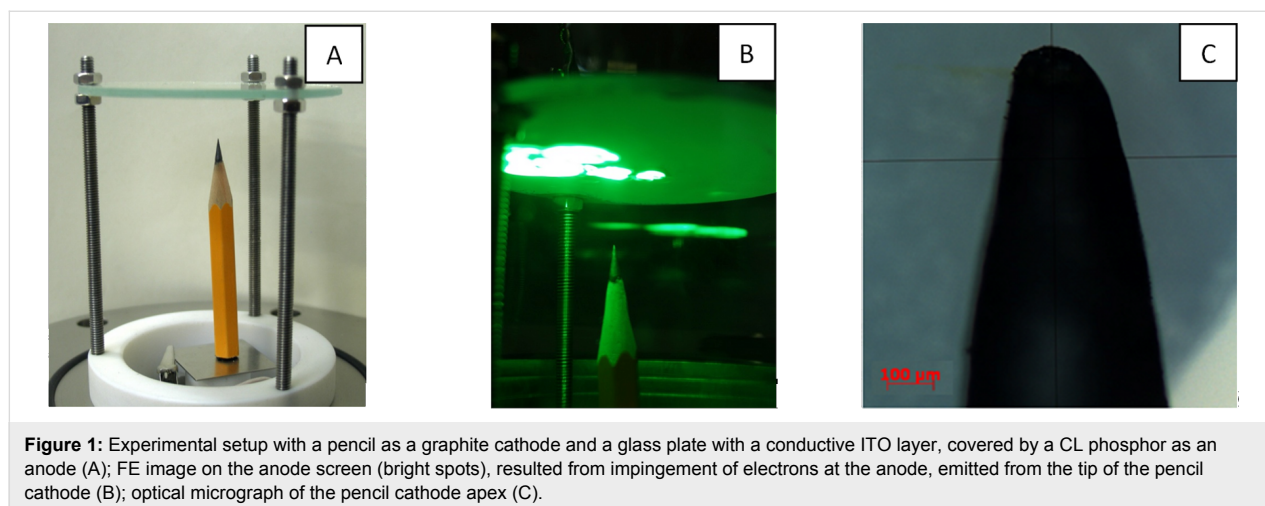 A
B
C
100 µm
Figure 1: Experimental setup with a pencil as a graphite cathode and a glass plate with a conductive ITO layer, covered by a CL phosphor as an
anode (A); FE image on the anode screen (bright spots), resulted from impingement of electrons at the anode, emitted from the tip of the pencil
cathode (B); optical micrograph of the pencil cathode apex (C).